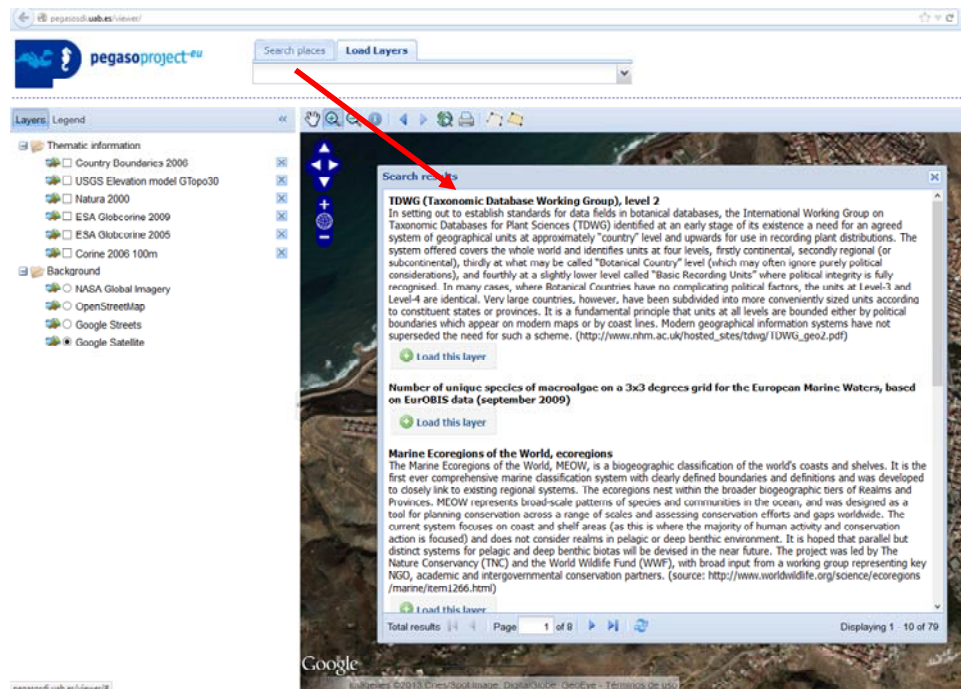 pegasosdi.uab.es/viewer/
pegasoproject.eu
Search places
Load Layers
Layers
Legend
Thematic information
Country Boundaries 2006
USGS Elevation model GTopo30
Natura 2000
ESA Globcorine 2009
ESA Globcorine 2005
Corine 2006 100m
Background
NASA Global Imagery
OpenStreetMap
Google Streets
Google Satellite
Search results
TDWG (Taxonomic Database Working Group), level 2
In setting out to establish standards for data fields in botanical databases, the International Working Group on
Taxonomic Databases for Plant Sciences (TDWG) identified at an early stage of its existence a need for an agreed
system of geographical units at approximately "country" level and upwards for use in recording plant distributions. The
system offered covers the whole world and identifies units at four levels, firstly continental, secondly regional (or
subcontinental), thirdly at what may be called "Botanical Country" level (which may often ignore purely political
considerations), and fourthly at a slightly lower level called "Basic Recording Units" where political integrity is fully
recognised. In many cases, where Botanical Countries have no complicating political factors, the units at Level-3 and
Level-4 are identical. Very large countries, however, have been subdivided into more conveniently sized units according
to constituent states or provinces. It is a fundamental principle that units at all levels are bounded either by political
boundaries which appear on modern maps or by coast lines. Modern geographical information systems have not
superseded the need for such a scheme. (http://www.nhm.ac.uk/hosted_sites/tdwg/TDWG_geo2.pdf)
Load this layer
Number of unique species of macroalgae on a 3x3 degrees grid for the European Marine Waters, based
on EurOBIS data (september 2009)
Load this layer
Marine Ecoregions of the World, ecoregions
The Marine Ecoregions of the World, MEOW, is a biogeographic classification of the world's coasts and shelves. It is the
first ever comprehensive marine classification system with clearly defined boundaries and definitions and was developed
to closely link to existing regional systems. The ecoregions nest within the broader biogeographic tiers of Realms and
Provinces. MEOW represents broad-scale patterns of species and communities in the ocean, and was designed as a
tool for planning conservation across a range of scales and assessing conservation efforts and gaps worldwide. The
current system focuses on coast and shelf areas (as this is where the majority of human activity and conservation
action is focused) and does not consider realms in pelagic or deep benthic environment. It is hoped that parallel but
distinct systems for pelagic and deep benthic biotas will be devised in the near future. The project was led by The
Nature Conservancy (TNC) and the World Wildlife Fund (WWF), with broad input from a working group representing key
NGO, academic and intergovernmental conservation partners. (source: http://www.worldwildlife.org/science/ecoregions
/marine/item1266.html)
Load this layer
Total results
Page 1 of 8
Displaying 1 - 10 of 79
Google
Imágenes ©2013 Cnes/Spot Image, DigitalGlobe, GeoEye - Términos de uso
pegasosdi.uab.es/viewer/#